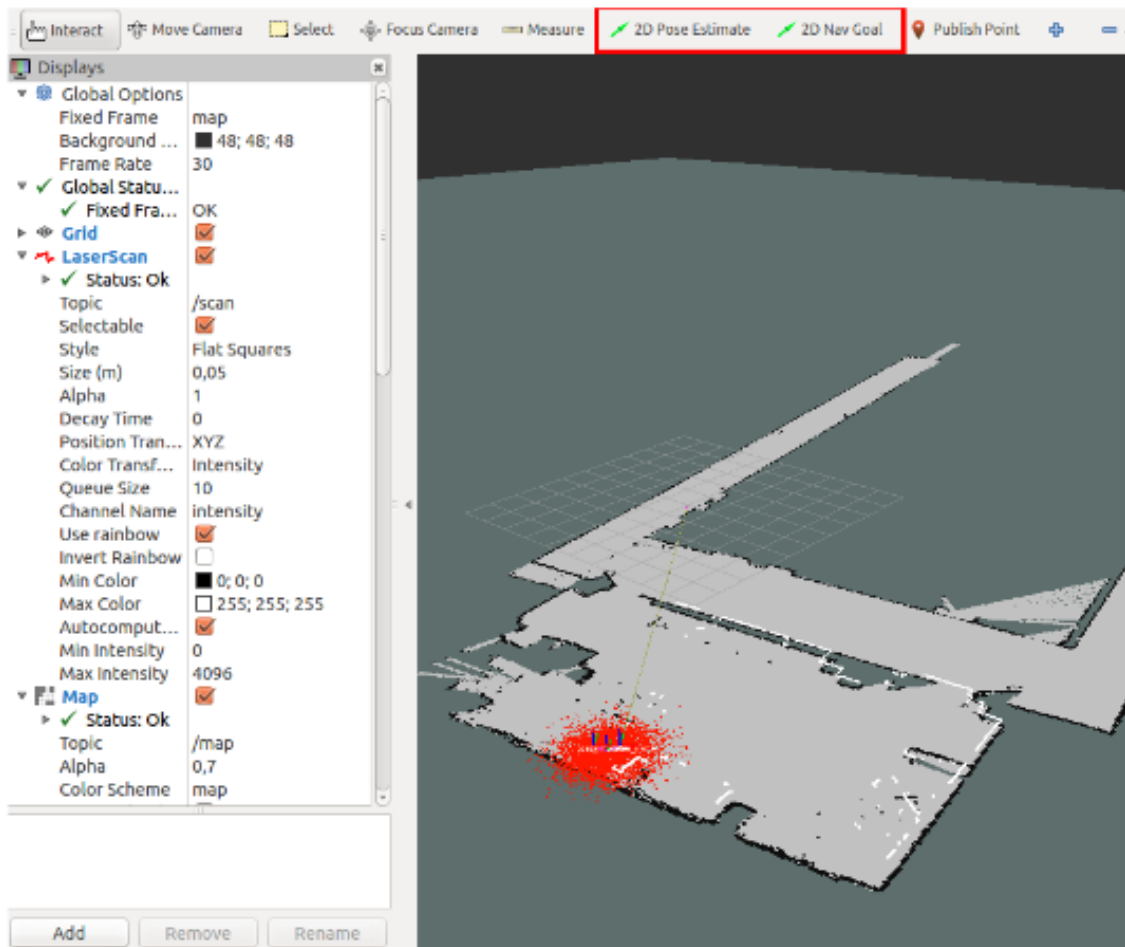 Interact Move Camera Select Focus Camera Measure 2D Pose Estimate 2D Nav Goal Publish Point
Displays
Global Options
Fixed Frame map
Background ... 48; 48; 48
Frame Rate 30
Global Statu...
Fixed Fra... OK
Grid
LaserScan
Status: Ok
Topic /scan
Selectable
Style Flat Squares
Size (m) 0,05
Alpha 1
Decay Time 0
Position Tran... XYZ
Color Transf... Intensity
Queue Size 10
Channel Name intensity
Use rainbow
Invert Rainbow
Min Color 0; 0; 0
Max Color 255; 255; 255
Autocomput...
Min Intensity 0
Max Intensity 4096
Map
Status: Ok
Topic /map
Alpha 0,7
Color Scheme map
Add Remove Rename